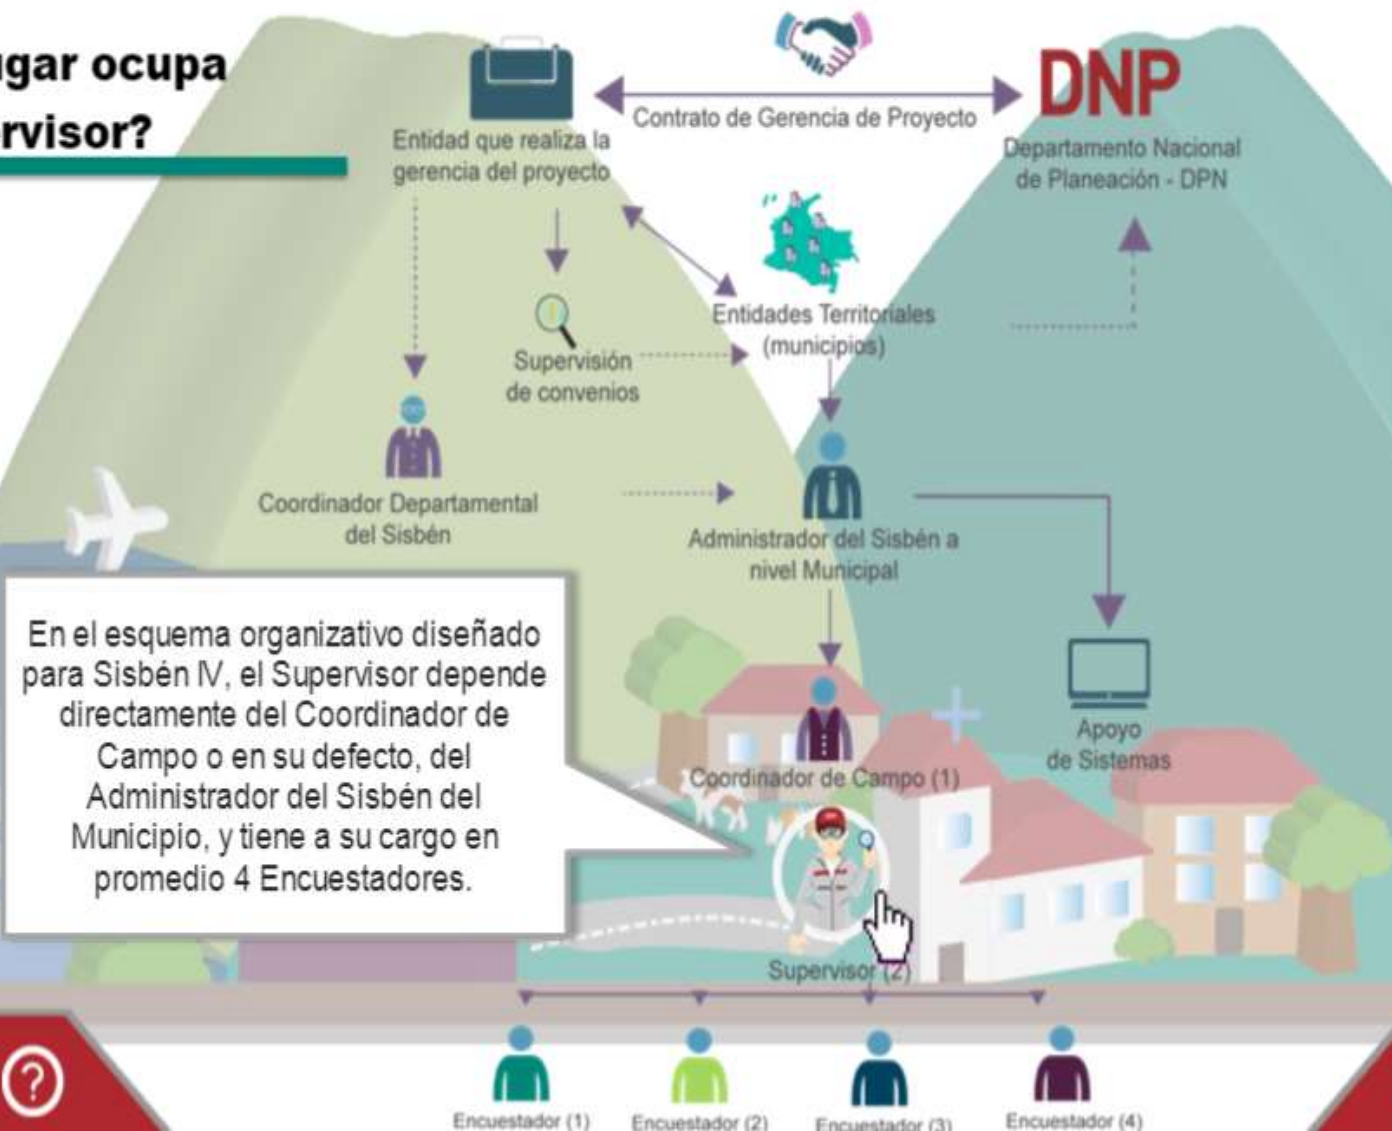 ugar ocupa
rvisor?
Contrato de Gerencia de Proyecto
DNP
Departamento Nacional
de Planeación - DPN
Entidad que realiza la
gerencia del proyecto
Entidades Territoriales
(municipios)
Supervisión
de convenios
Coordinador Departamental
del Sisbén
Administrador del Sisbén a
nivel Municipal
Apoyo
de Sistemas
En el esquema organizativo diseñado
para Sisbén IV, el Supervisor depende
directamente del Coordinador de
Campo o en su defecto, del
Administrador del Sisbén del
Municipio, y tiene a su cargo en
promedio 4 Encuestadores.
Coordinador de Campo (1)
Supervisor (2)
?
Encuestador (1)
Encuestador (2)
Encuestador (3)
Encuestador (4)